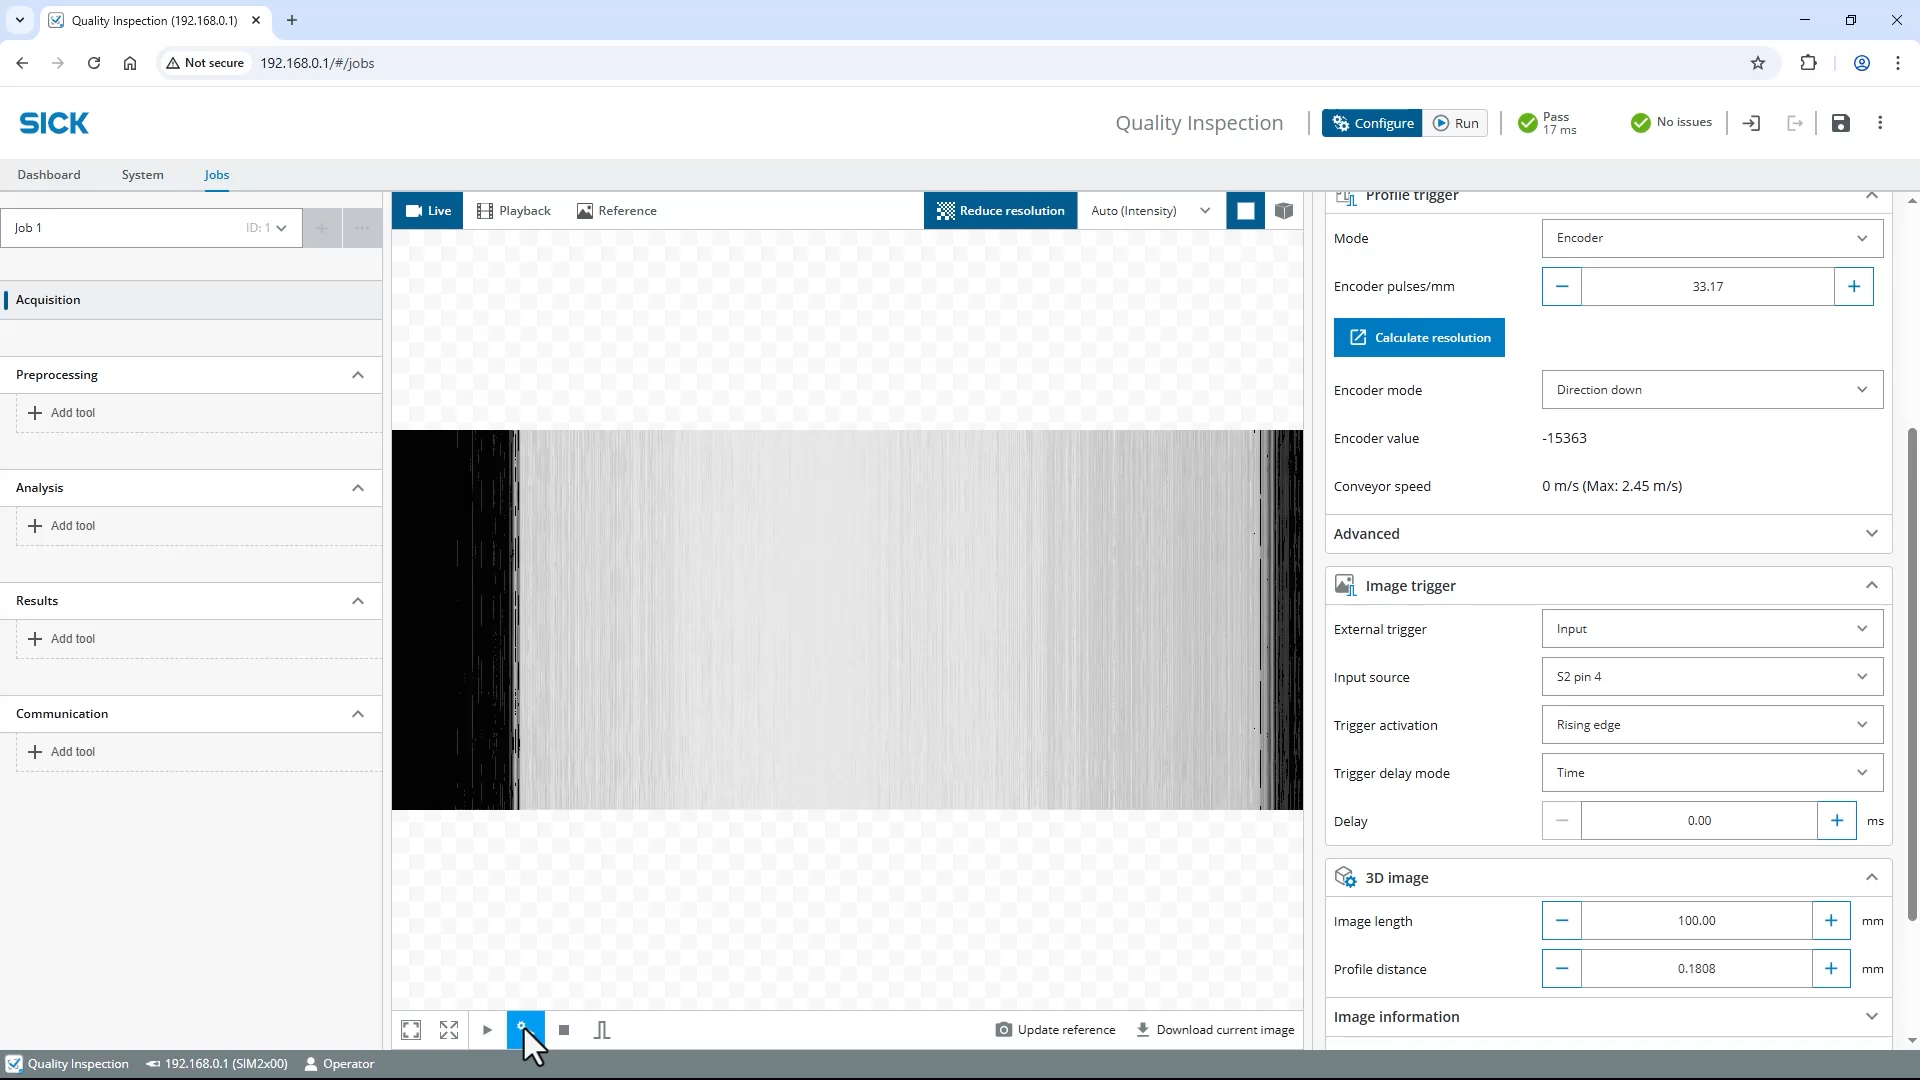 Quality Inspection (192.168.0.1)
Not secure
192.168.0.1/#/jobs
SICK
Quality Inspection
Configure
Run
Pass
17 ms
No issues
Dashboard
System
Jobs
Job 1
ID: 1
Live
Playback
Reference
Reduce resolution
Auto (Intensity)
Acquisition
Preprocessing
Add tool
Analysis
Add tool
Results
Add tool
Communication
Add tool
Profile trigger
Mode
Encoder
Encoder pulses/mm
33.17
Calculate resolution
Encoder mode
Direction down
Encoder value
-15363
Conveyor speed
0 m/s (Max: 2.45 m/s)
Advanced
Image trigger
External trigger
Input
Input source
S2 pin 4
Trigger activation
Rising edge
Trigger delay mode
Time
Delay
0.00
ms
3D image
Image length
100.00
mm
Profile distance
0.1808
mm
Image information
Update reference
Download current image
Quality Inspection
192.168.0.1 (SIM2x00)
Operator